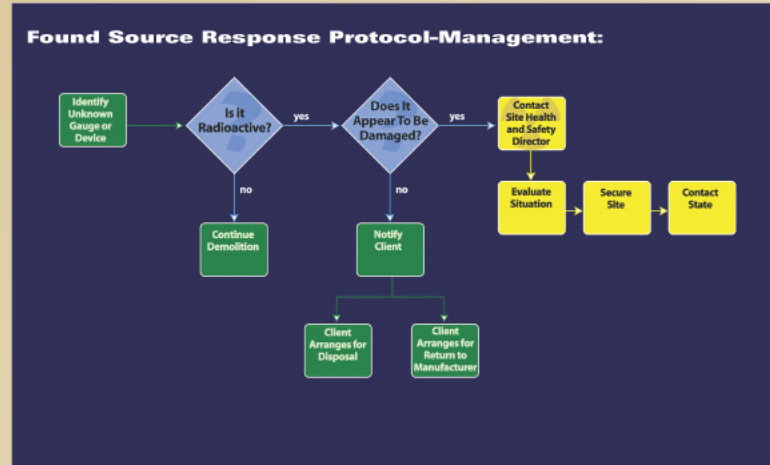 Found Source Response Protocol-Management:
Identify
Unknown
Gauge or
Device
Is it
Radioactive?
yes
Does It
Appear To Be
Damaged?
yes
Contact
Site Health
and Safety
Director
no
no
Evaluate
Situation
Secure
Site
Contact
State
Continue
Demolition
Notify
Client
Client
Arranges for
Disposal
Client
Arranges for
Return to
Manufacturer